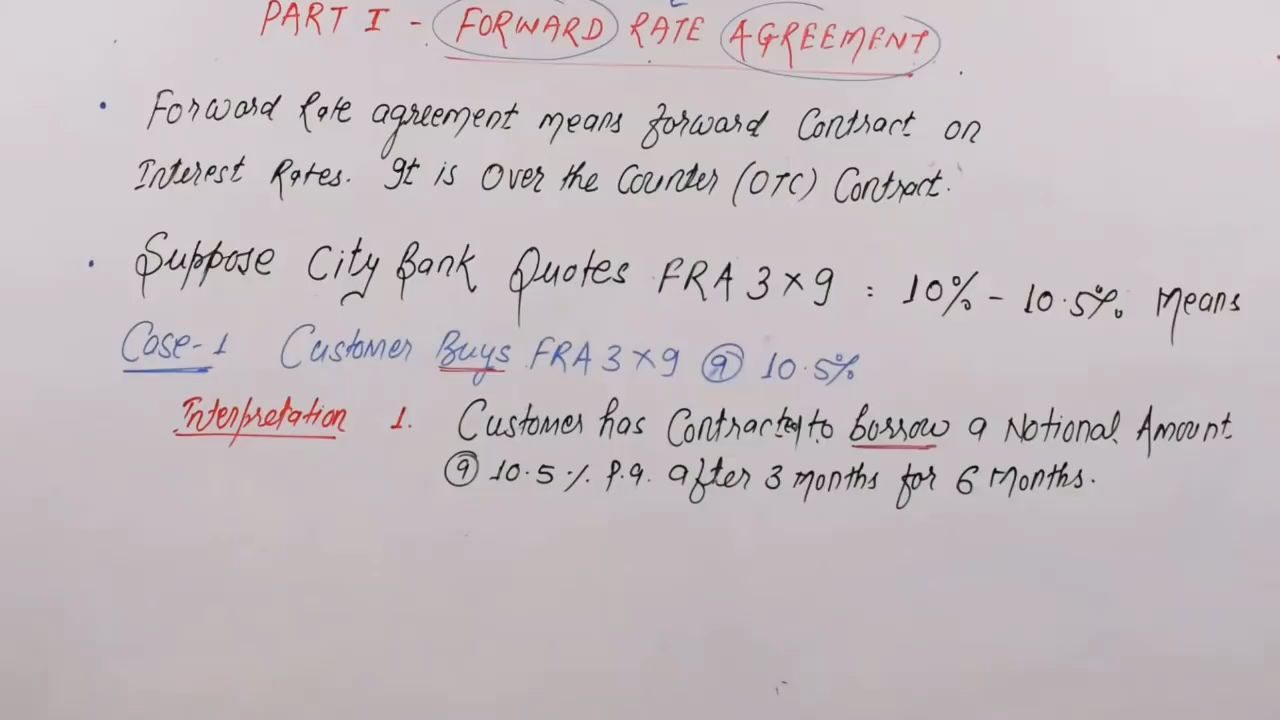 PART I - FORWARD RATE AGREEMENT
• Forward Rate agreement means forward Contract on
Interest Rates. It is Over the Counter (OTC) Contract.
• Suppose City Bank Quotes FRA 3×9 : 10% - 10.5% Means
Case-1 Customer Buys FRA 3×9 @ 10.5%
Interpretation 1. Customer has Contracted to borrow a Notional Amount
@ 10.5% P.a. after 3 months for 6 Months.